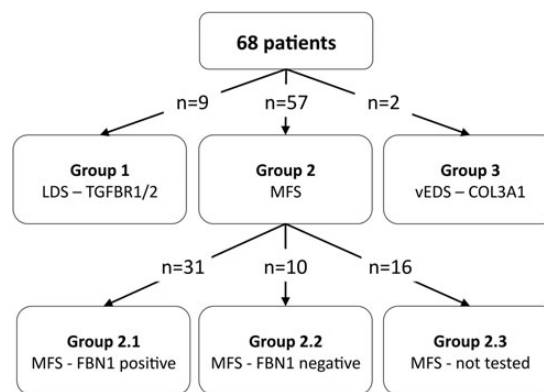 68 patients
n=9
n=57
n=2
Group 1
LDS – TGFBR1/2
Group 2
MFS
Group 3
vEDS – COL3A1
n=31
n=10
n=16
Group 2.1
MFS - FBN1 positive
Group 2.2
MFS - FBN1 negative
Group 2.3
MFS - not tested